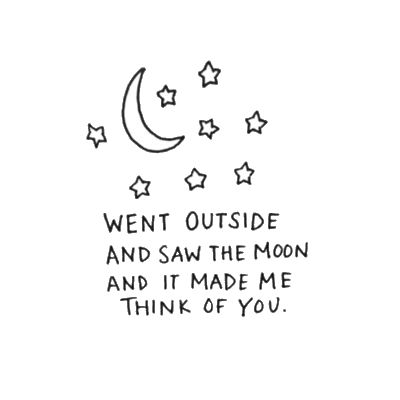 WENT OUTSIDE
AND SAW THE MOON
AND IT MADE ME
THINK OF YOU.